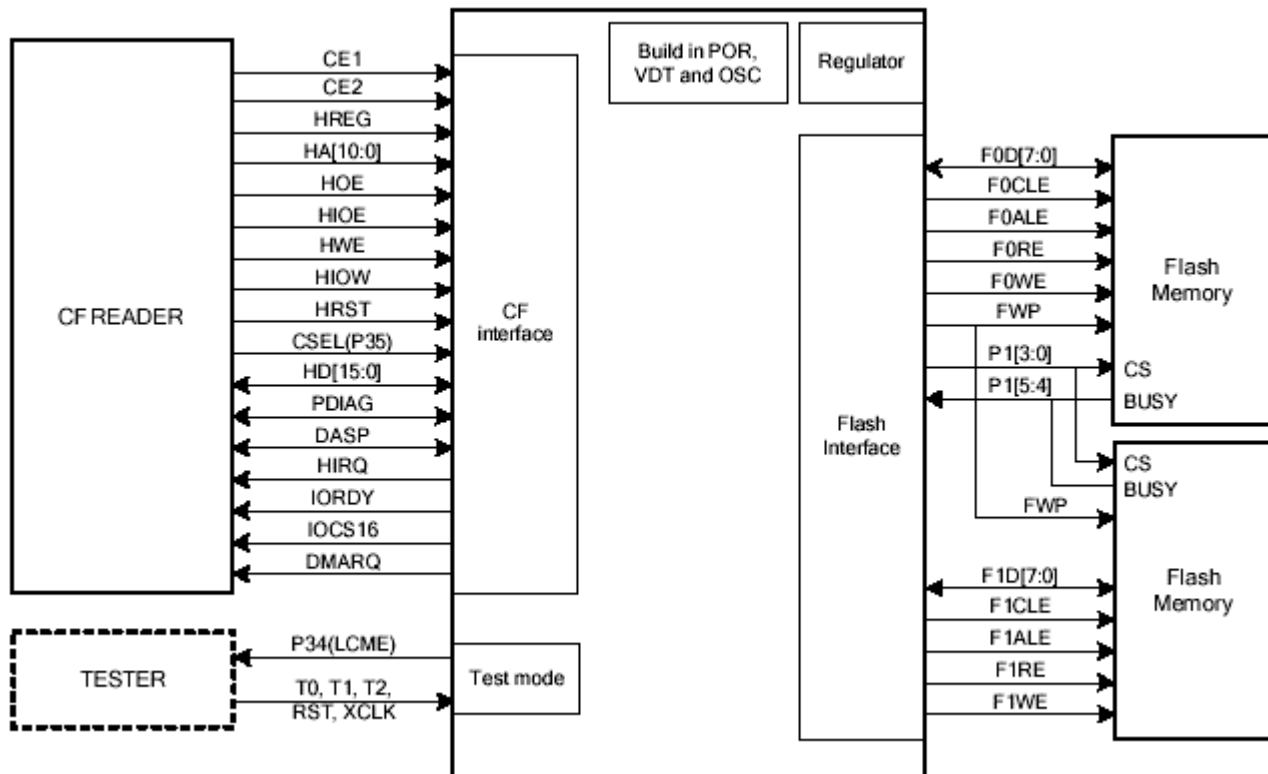 CF READER
CE1
CE2
HREG
HA[10:0]
HOE
HIOE
HWE
HIOW
HRST
CSEL(P35)
HD[15:0]
PDIAG
DASP
HIRQ
IORDY
IOCS16
DMARQ
TESTER
P34(LCME)
T0, T1, T2,
RST, XCLK
CF
interface
Test mode
Build in POR,
VDT and OSC
Regulator
Flash
Interface
F0D[7:0]
F0CLE
F0ALE
F0RE
F0WE
FWP
P1[3:0]
P1[5:4]
Flash
Memory
CS
BUSY
CS
BUSY
FWP
Flash
Memory
F1D[7:0]
F1CLE
F1ALE
F1RE
F1WE